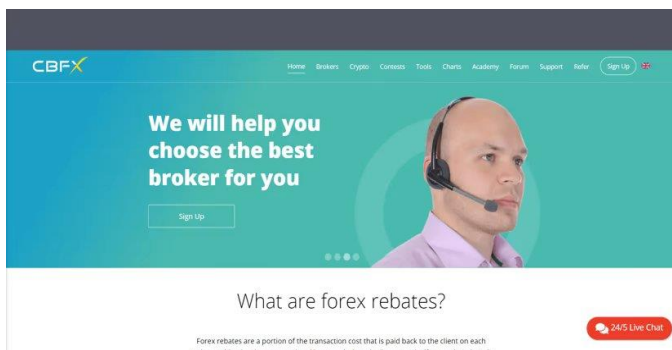 CBFX
Home Brokers Crypto Contests Tools Charts Academy Forum Support Refer Sign Up
We will help you
choose the best
broker for you
Sign Up
What are forex rebates?
24/5 Live Chat
Forex rebates are a portion of the transaction cost that is paid back to the client on each